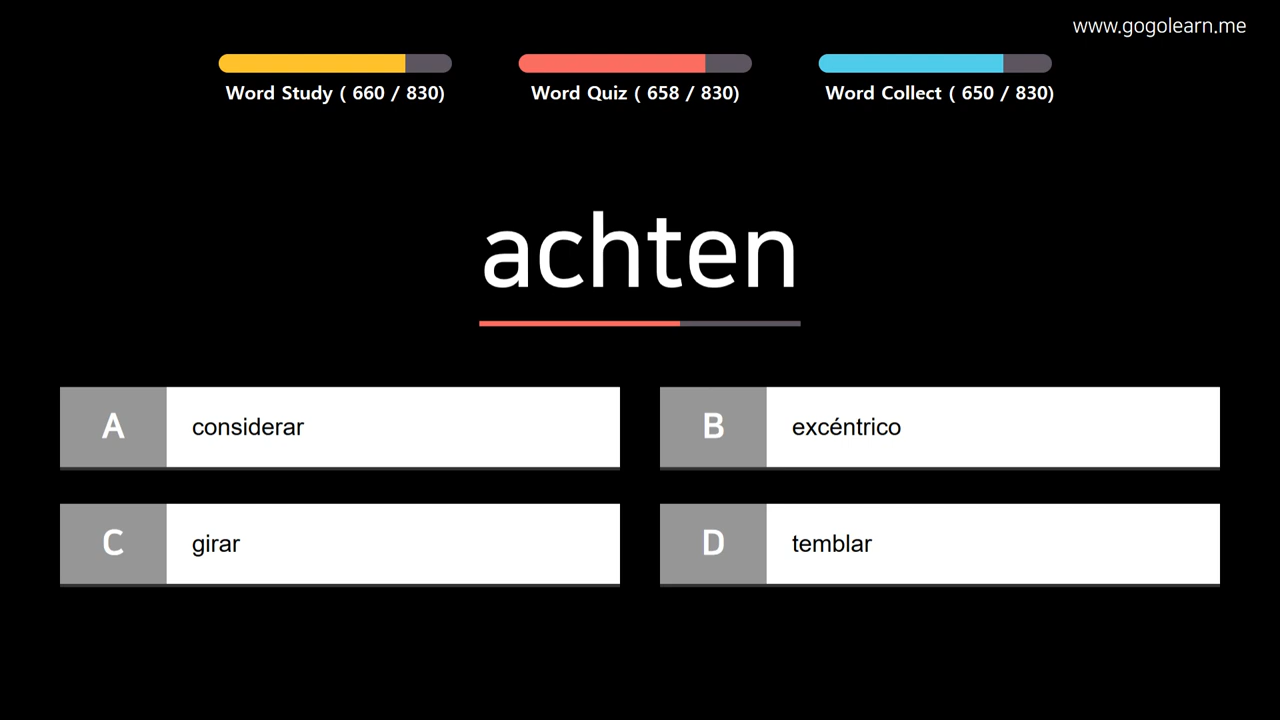 www.gogolearn.me
Word Study ( 660 / 830)
Word Quiz ( 658 / 830)
Word Collect ( 650 / 830)
achten
A considerar
B excéntrico
C girar
D temblar